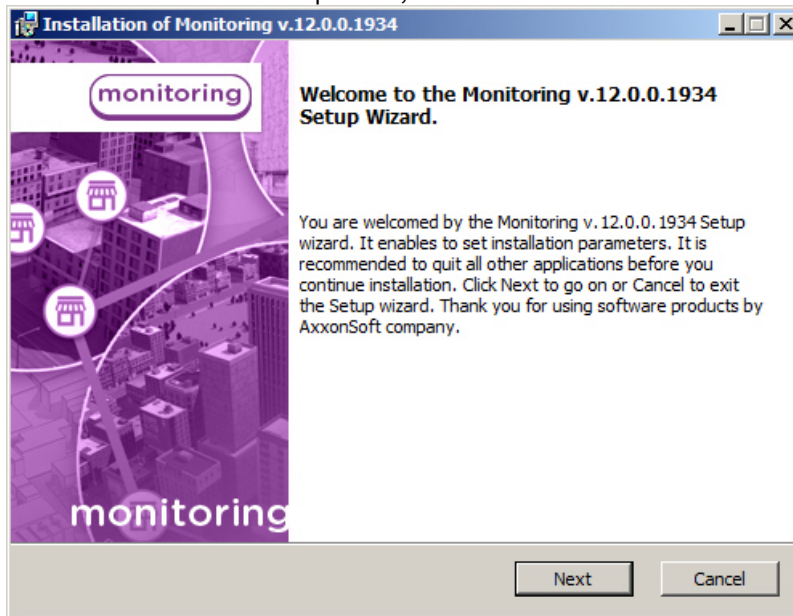 Installation of Monitoring v.12.0.0.1934
monitoring
Welcome to the Monitoring v.12.0.0.1934
Setup Wizard.
You are welcomed by the Monitoring v.12.0.0.1934 Setup
wizard. It enables to set installation parameters. It is
recommended to quit all other applications before you
continue installation. Click Next to go on or Cancel to exit
the Setup wizard. Thank you for using software products by
AxxonSoft company.
monitoring
Next
Cancel